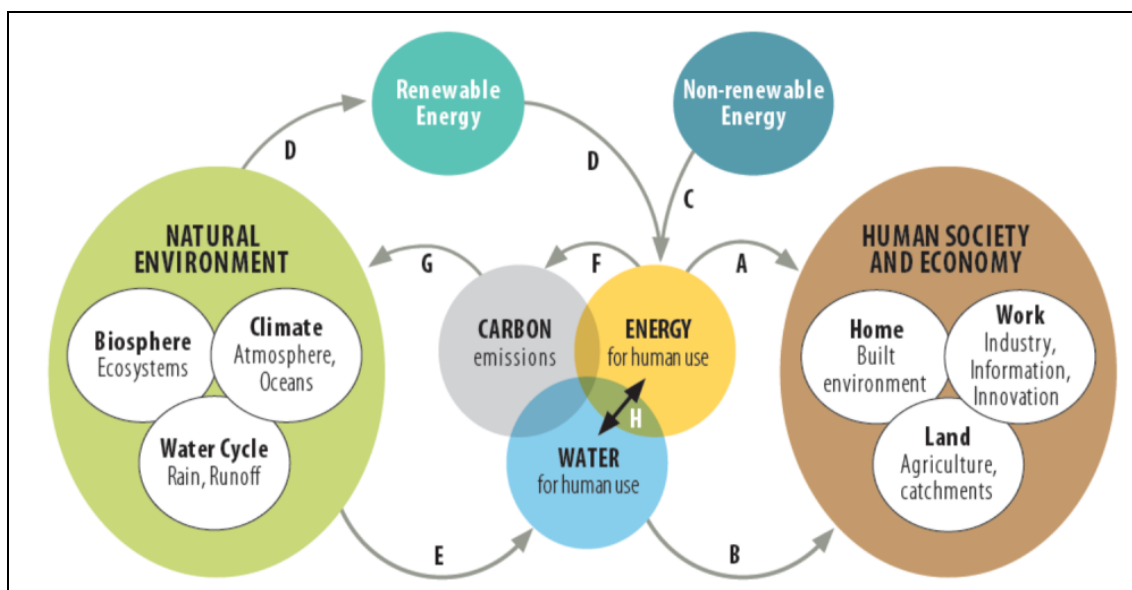 Renewable
Energy
Non-renewable
Energy
D
D
C
NATURAL
ENVIRONMENT
G
F
A
HUMAN SOCIETY
AND ECONOMY
Biosphere
Ecosystems
Climate
Atmosphere,
Oceans
Water Cycle
Rain, Runoff
CARBON
emissions
ENERGY
for human use
H
WATER
for human use
Home
Built
environment
Work
Industry,
Information,
Innovation
Land
Agriculture,
catchments
E
B